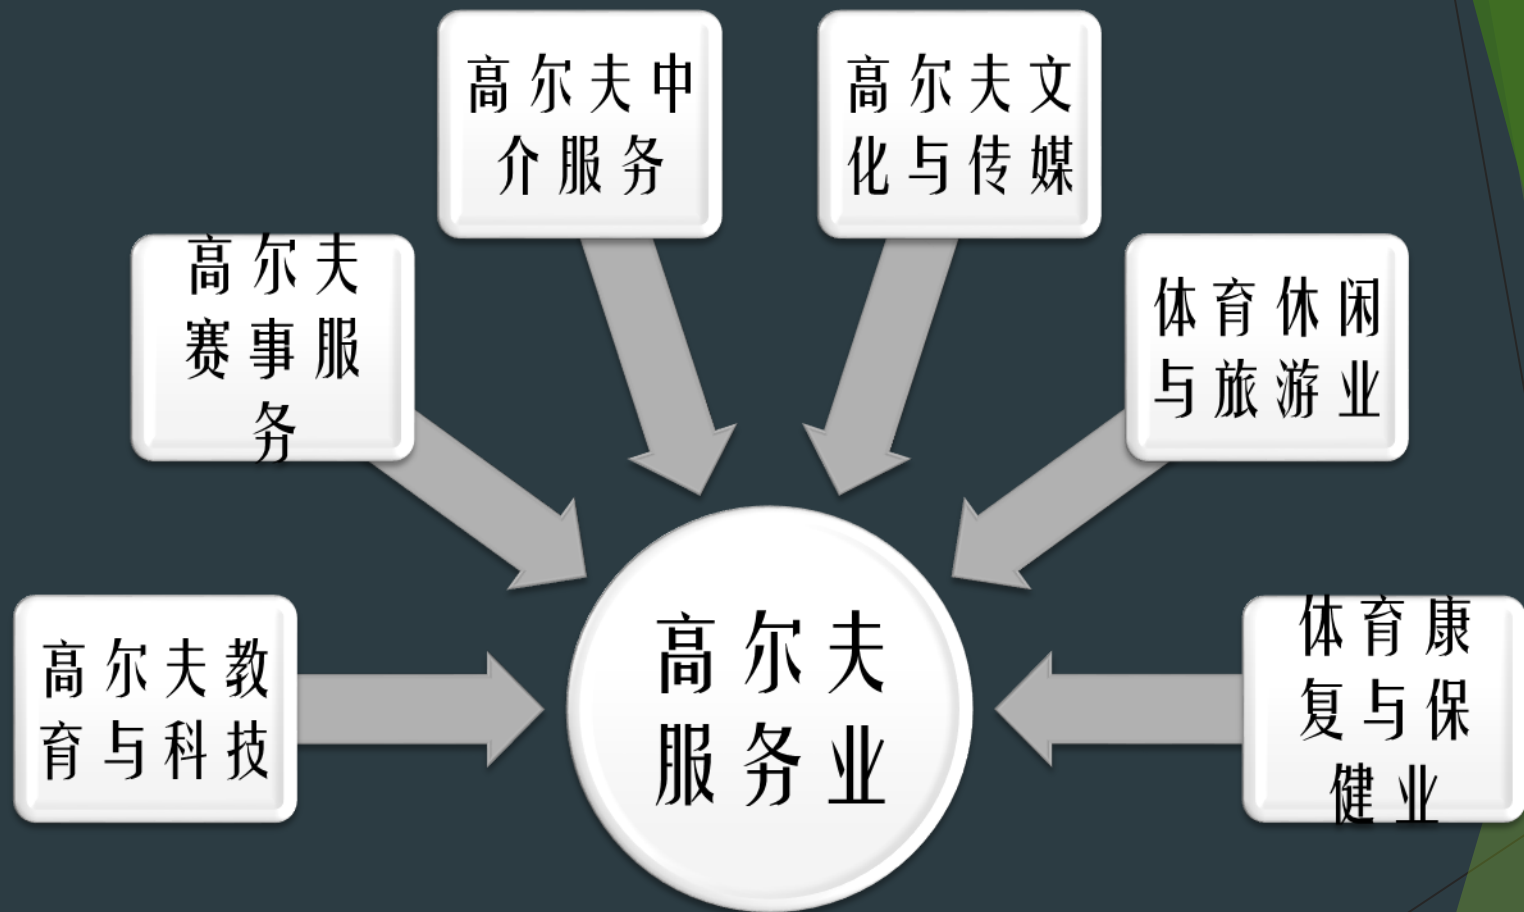 高尔夫中
介服务
高尔夫文
化与传媒
高尔夫
赛事服
务
体育休闲
与旅游业
高尔夫教
育与科技
高尔夫
服务业
体育康
复与保
健业